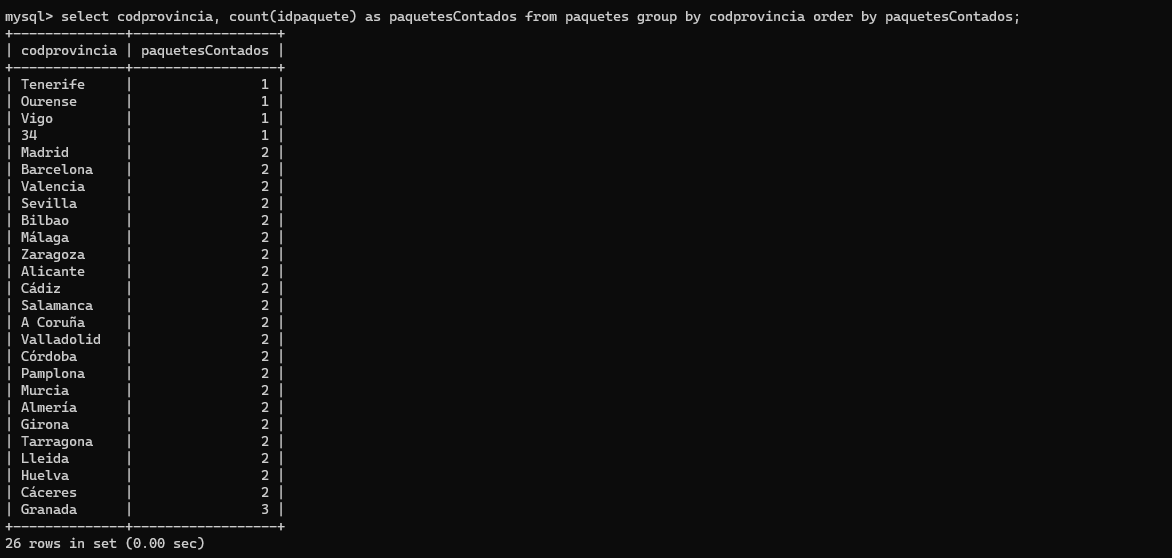 mysql> select codprovincia, count(idpaquete) as paquetesContados from paquetes group by codprovincia order by paquetesContados;
+--------------+------------------+
| codprovincia | paquetesContados |
+--------------+------------------+
| Tenerife     |                1 |
| Ourense      |                1 |
| Vigo         |                1 |
| 34           |                1 |
| Madrid       |                2 |
| Barcelona    |                2 |
| Valencia     |                2 |
| Sevilla      |                2 |
| Bilbao       |                2 |
| Málaga       |                2 |
| Zaragoza     |                2 |
| Alicante     |                2 |
| Cádiz        |                2 |
| Salamanca    |                2 |
| A Coruña     |                2 |
| Valladolid   |                2 |
| Córdoba      |                2 |
| Pamplona     |                2 |
| Murcia       |                2 |
| Almería      |                2 |
| Girona       |                2 |
| Tarragona    |                2 |
| Lleida       |                2 |
| Huelva       |                2 |
| Cáceres      |                2 |
| Granada      |                3 |
+--------------+------------------+
26 rows in set (0.00 sec)